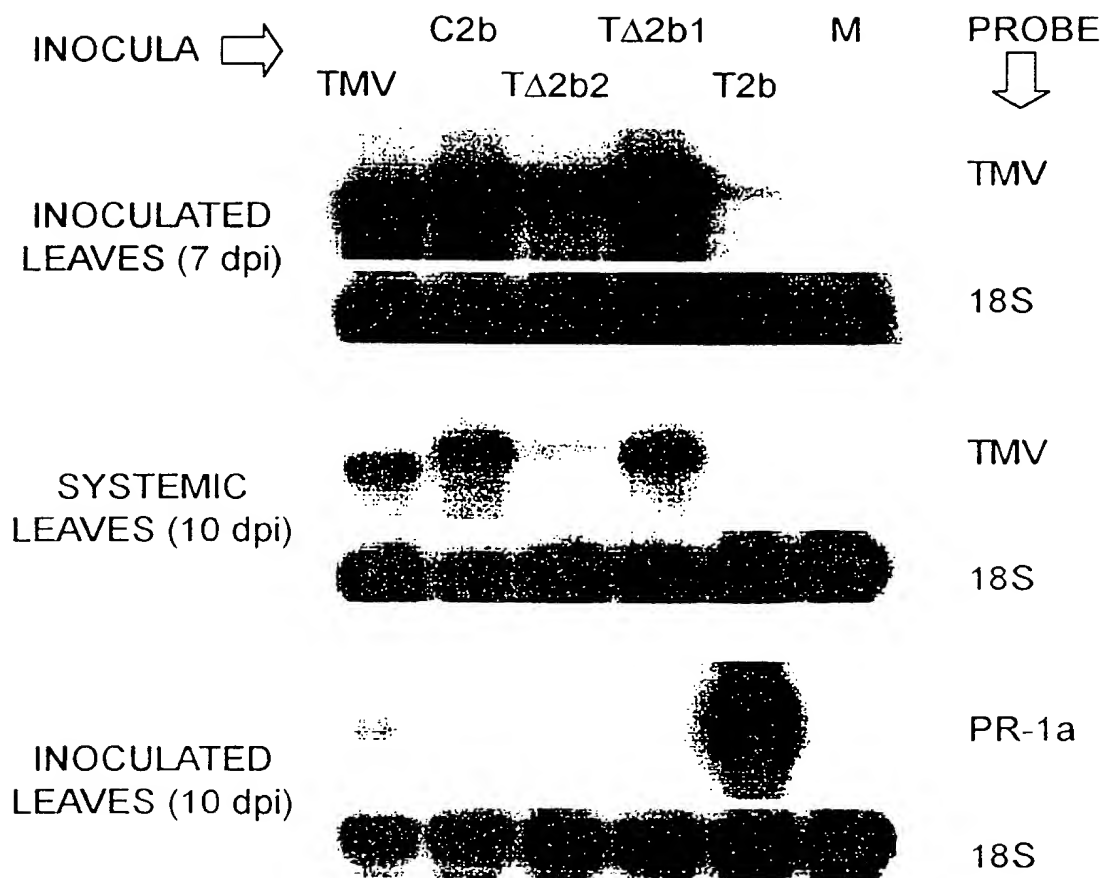 INOCULA
C2b TΔ2b1 M
TMV TΔ2b2 T2b
PROBE
INOCULATED
LEAVES (7 dpi)
TMV
18S
SYSTEMIC
LEAVES (10 dpi)
TMV
18S
INOCULATED
LEAVES (10 dpi)
PR-1a
18S